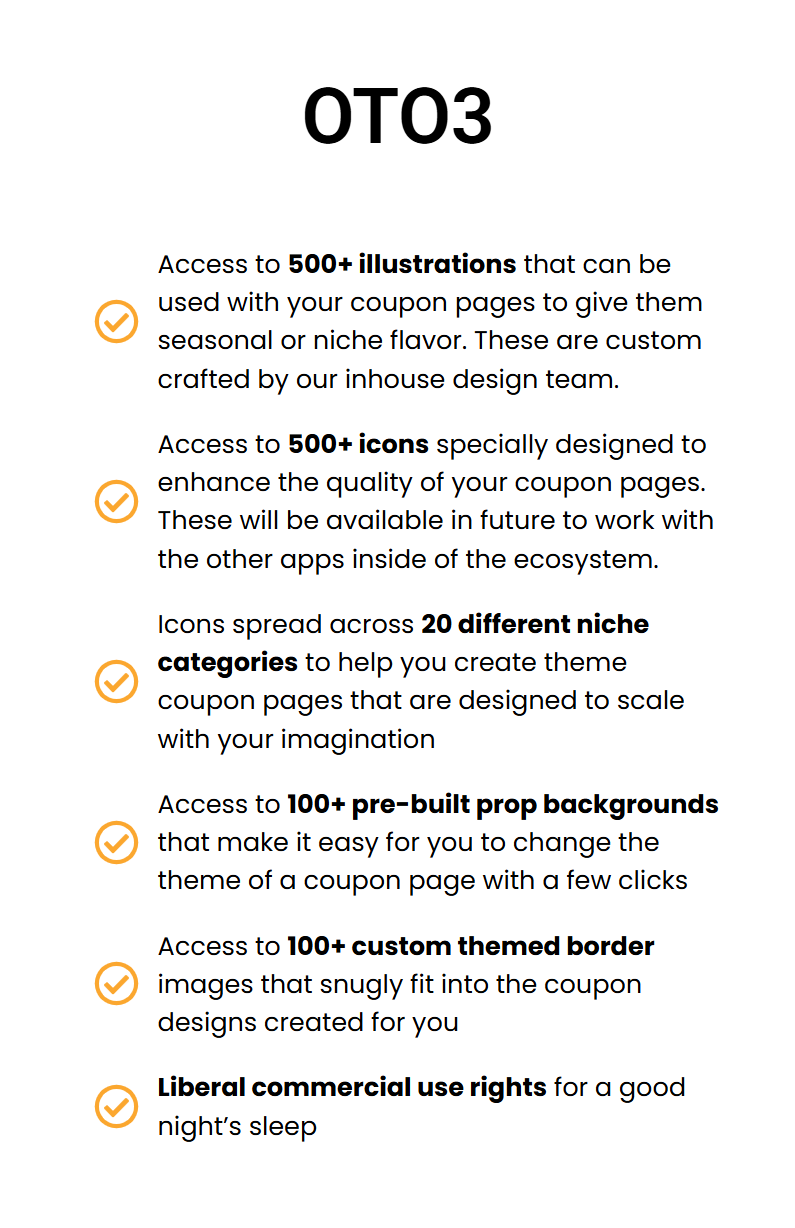 OTO3
Access to 500+ illustrations that can be
used with your coupon pages to give them
seasonal or niche flavor. These are custom
crafted by our inhouse design team.
Access to 500+ icons specially designed to
enhance the quality of your coupon pages.
These will be available in future to work with
the other apps inside of the ecosystem.
Icons spread across 20 different niche
categories to help you create theme
coupon pages that are designed to scale
with your imagination
Access to 100+ pre-built prop backgrounds
that make it easy for you to change the
theme of a coupon page with a few clicks
Access to 100+ custom themed border
images that snugly fit into the coupon
designs created for you
Liberal commercial use rights for a good
night’s sleep